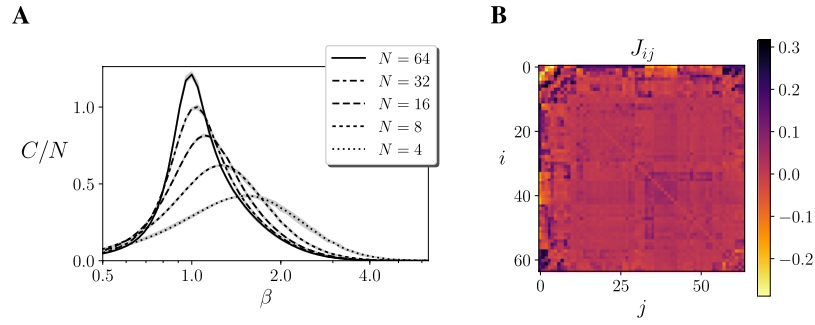 A
B
N = 64
N = 32
N = 16
N = 8
N = 4
1.0
0.5
0.0
C/N
0.5
1.0
2.0
4.0
β
J_{ij}
0
20
40
60
i
0
25
50
j
0.3
0.2
0.1
0.0
−0.1
−0.2